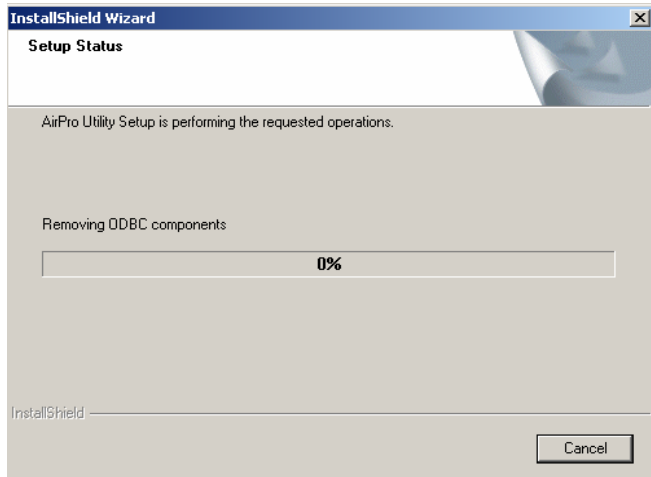 InstallShield Wizard
Setup Status
AirPro Utility Setup is performing the requested operations.
Removing ODBC components
0%
InstallShield
Cancel